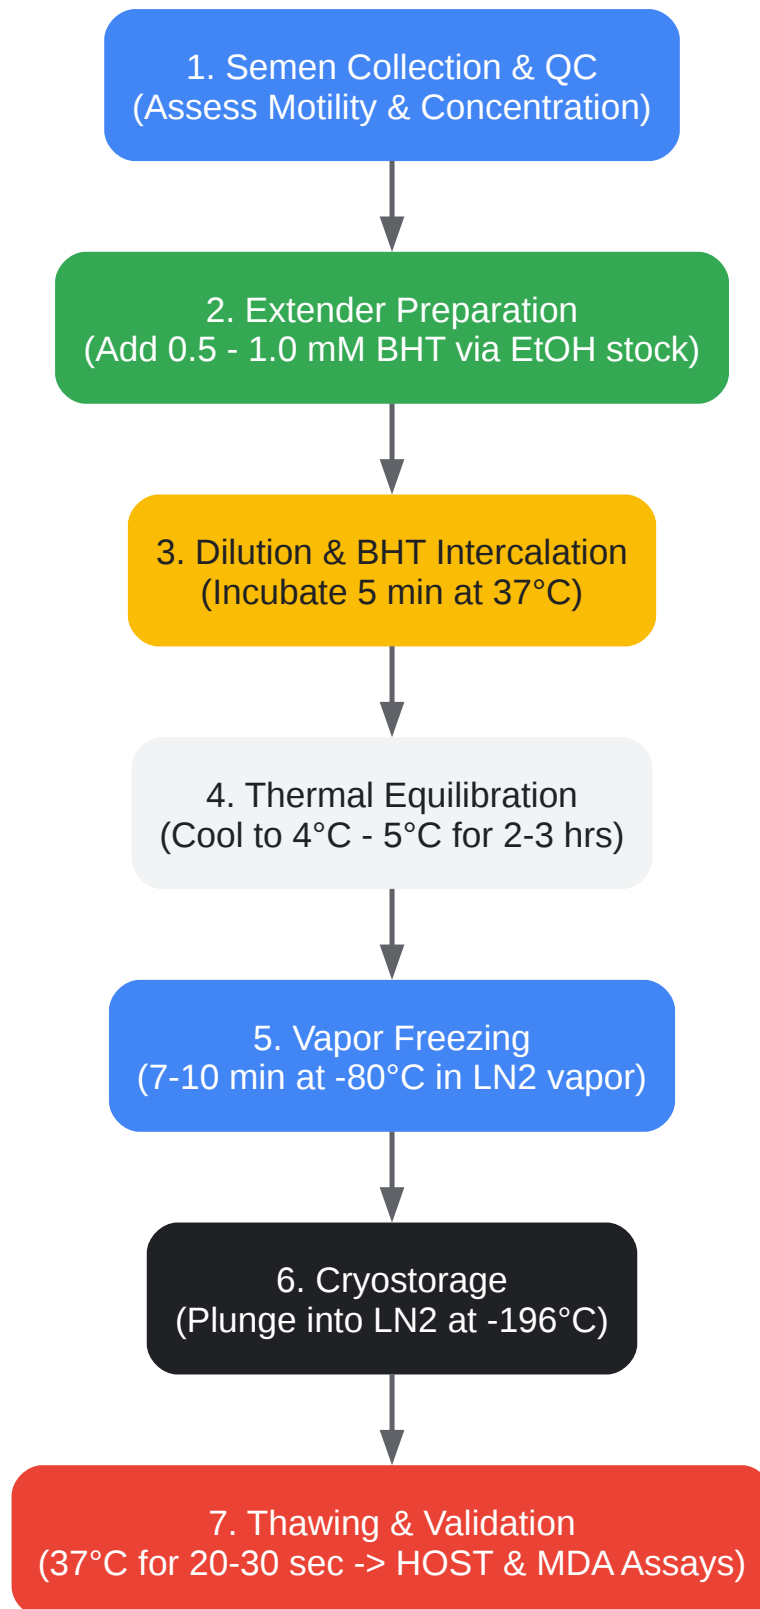 1. Semen Collection & QC
(Assess Motility & Concentration)
2. Extender Preparation
(Add 0.5 - 1.0 mM BHT via EtOH stock)
3. Dilution & BHT Intercalation
(Incubate 5 min at 37°C)
4. Thermal Equilibration
(Cool to 4°C - 5°C for 2-3 hrs)
5. Vapor Freezing
(7-10 min at -80°C in LN2 vapor)
6. Cryostorage
(Plunge into LN2 at -196°C)
7. Thawing & Validation
(37°C for 20-30 sec -> HOST & MDA Assays)